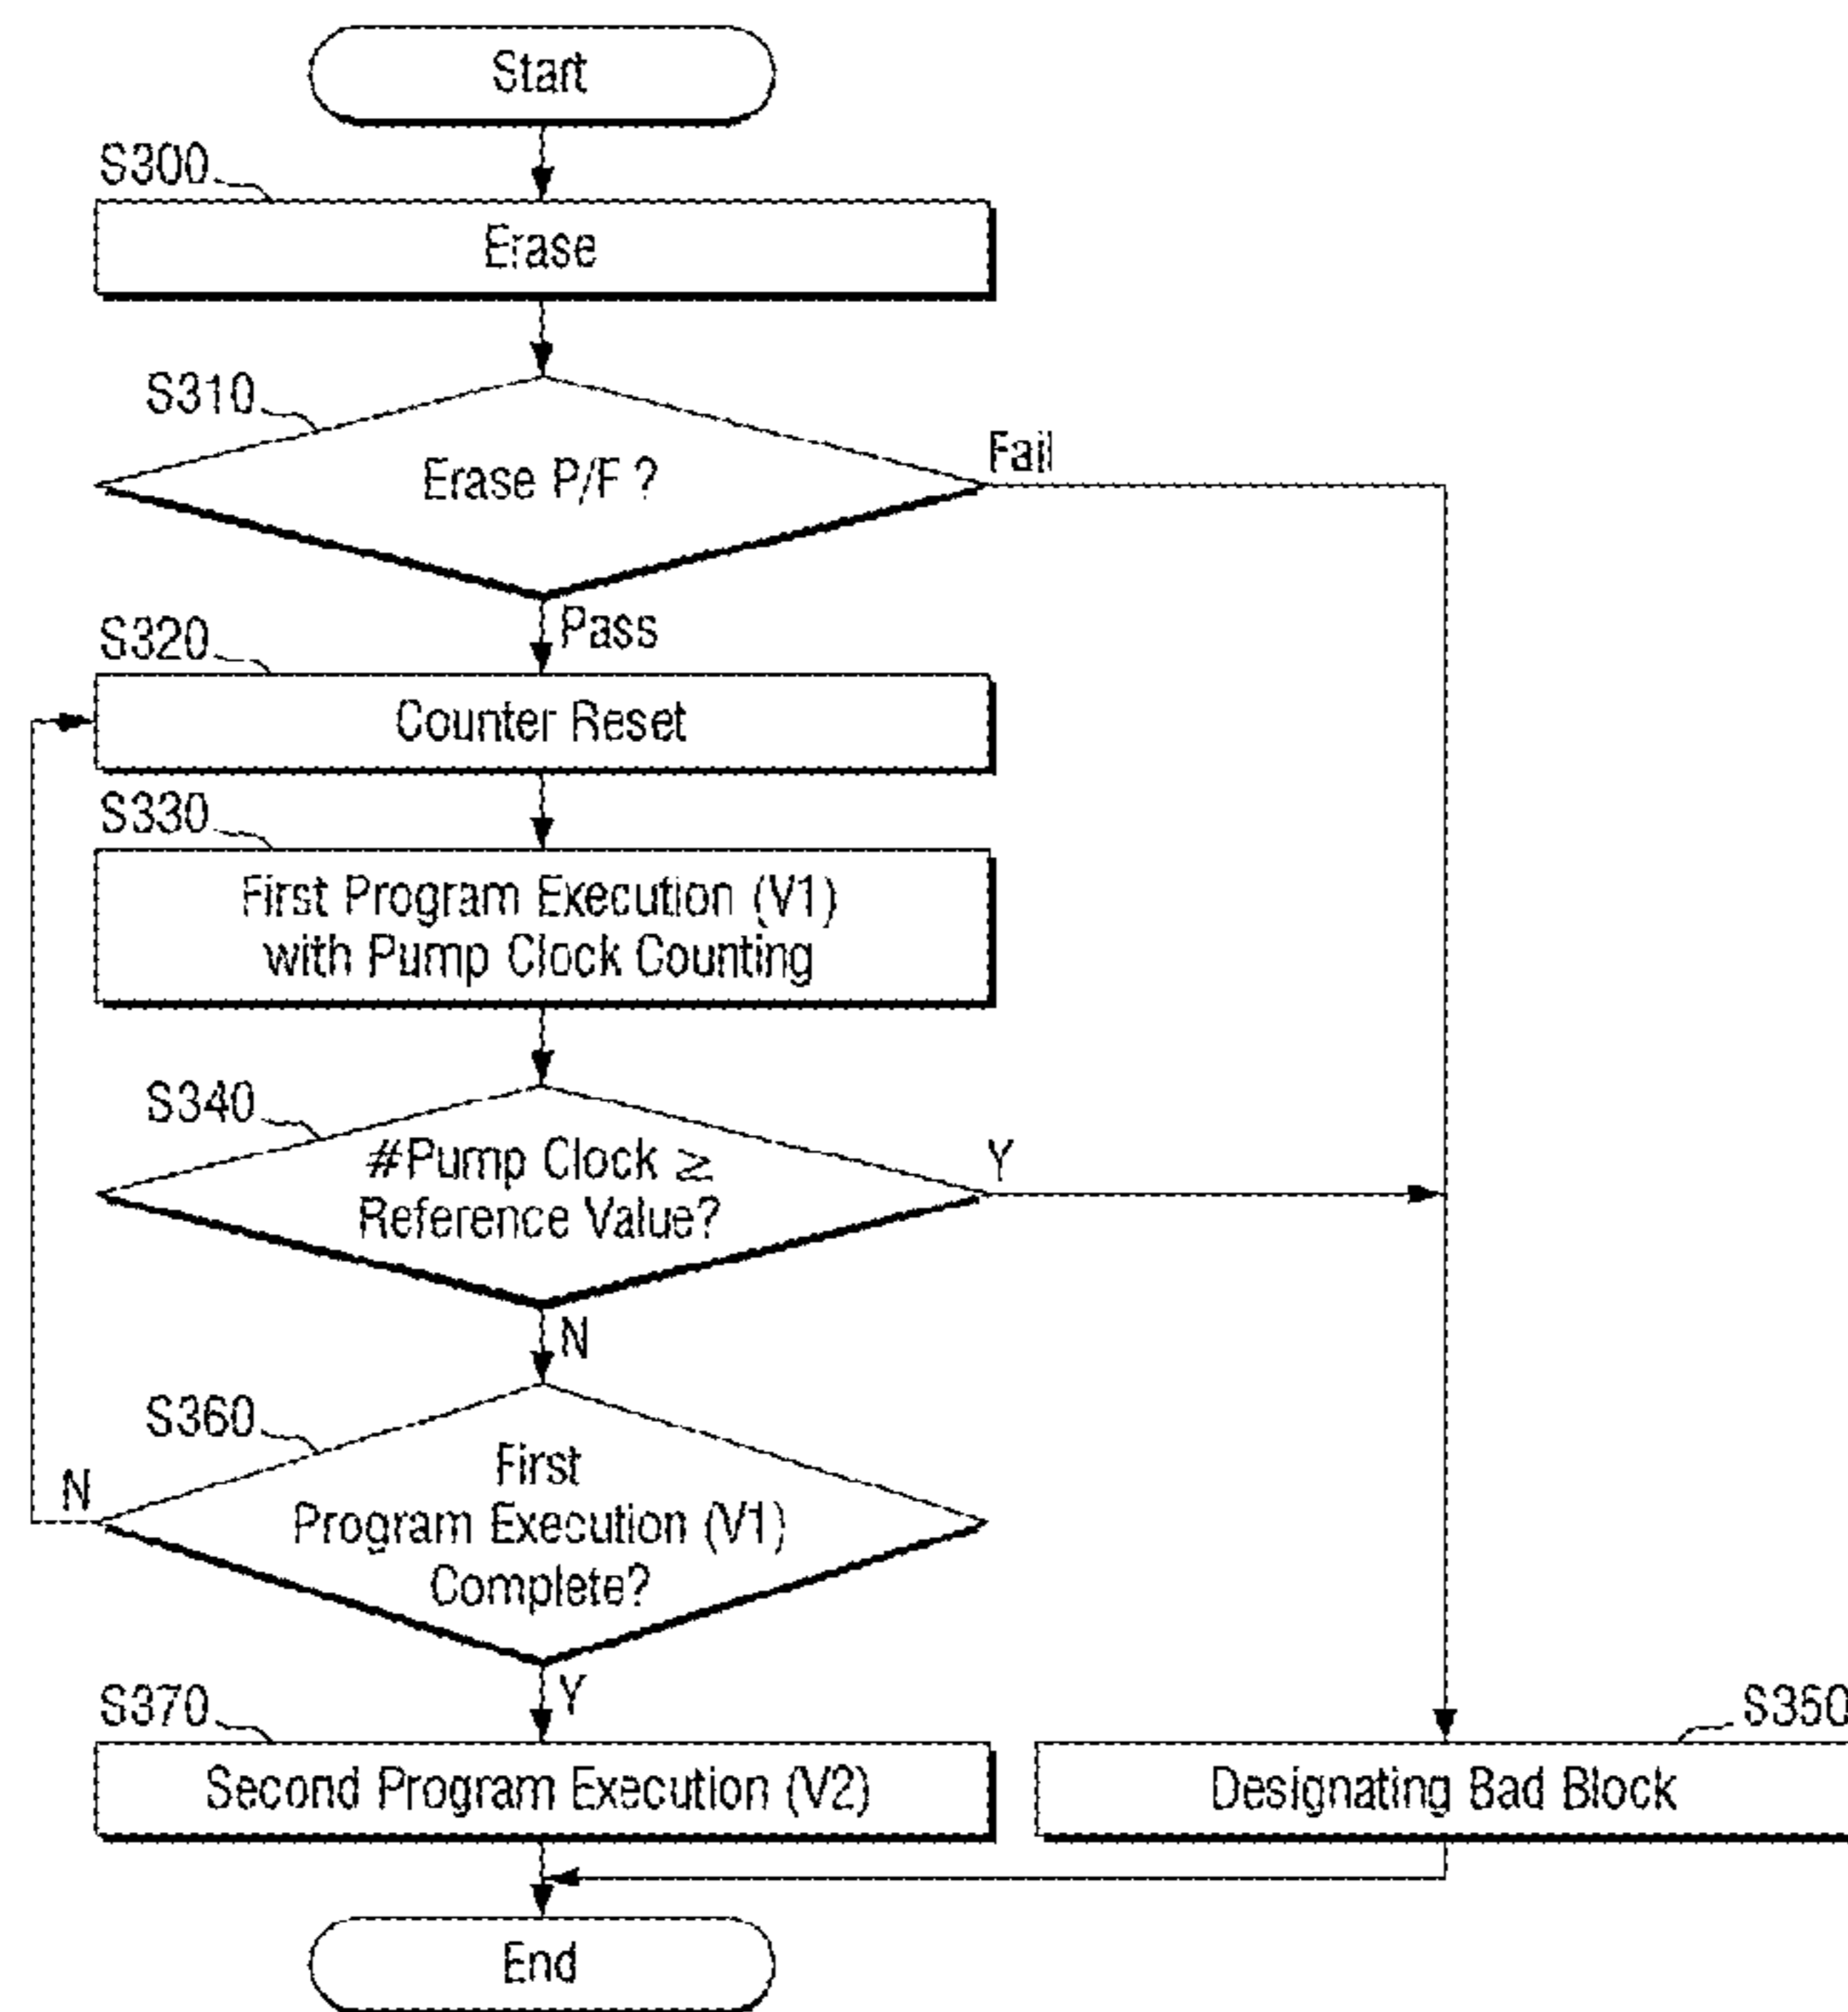 Start
S300
Erase
S310
Erase P/F ?
Fail
Pass
S320
Counter Reset
S330
First Program Execution (V1)
with Pump Clock Counting
S340
#Pump Clock ≥
Reference Value?
Y
N
S360
First
Program Execution (V1)
Complete?
N
Y
S370
Second Program Execution (V2)
S350
Designating Bad Block
End